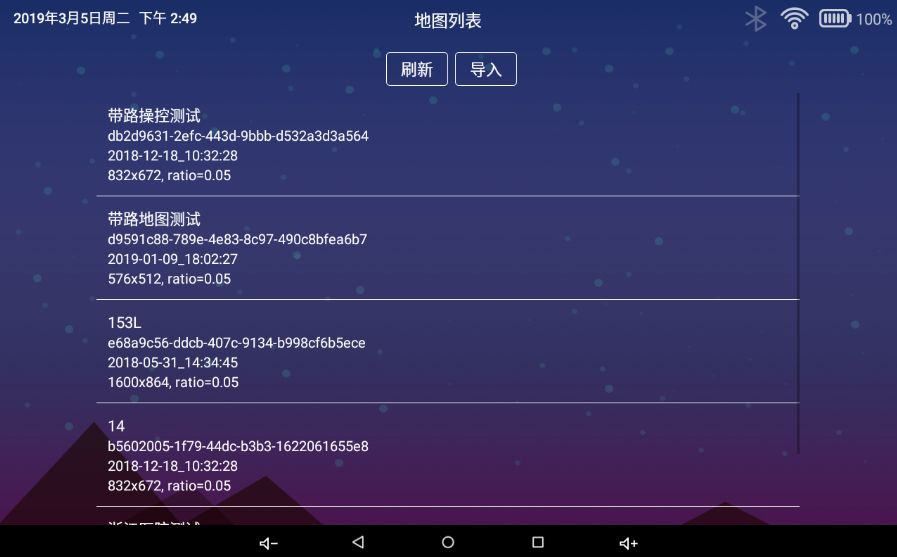 2019年3月5日周二 下午 2:49
地图列表
100%
刷新 导入
带路操控测试
db2d9631-2efc-443d-9bbb-d532a3d3a564
2018-12-18_10:32:28
832x672, ratio=0.05
带路地图测试
d9591c88-789e-4e83-8c97-490c8bfea6b7
2019-01-09_18:02:27
576x512, ratio=0.05
153L
e68a9c56-ddcb-407c-9134-b998cf6b5ece
2018-05-31_14:34:45
1600x864, ratio=0.05
14
b5602005-1f79-44dc-b3b3-1622061655e8
2018-12-18_10:32:28
832x672, ratio=0.05